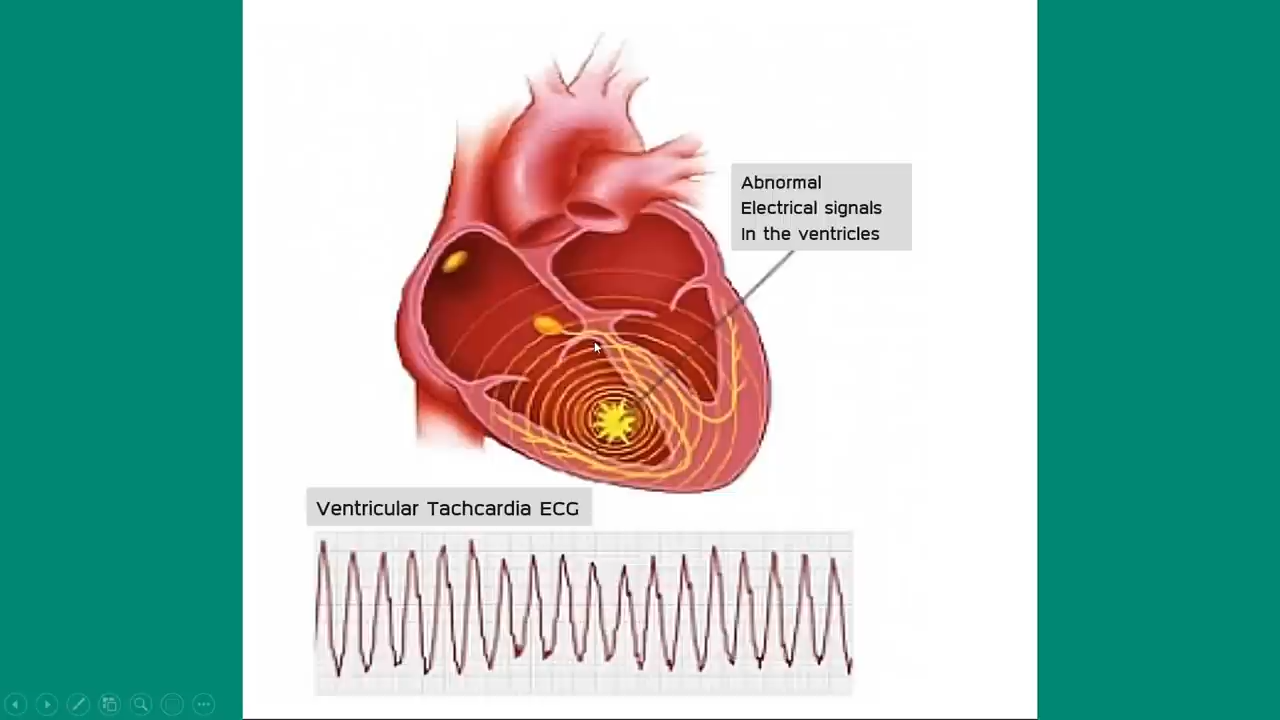 Abnormal
Electrical signals
In the ventricles
Ventricular Tachcardia ECG